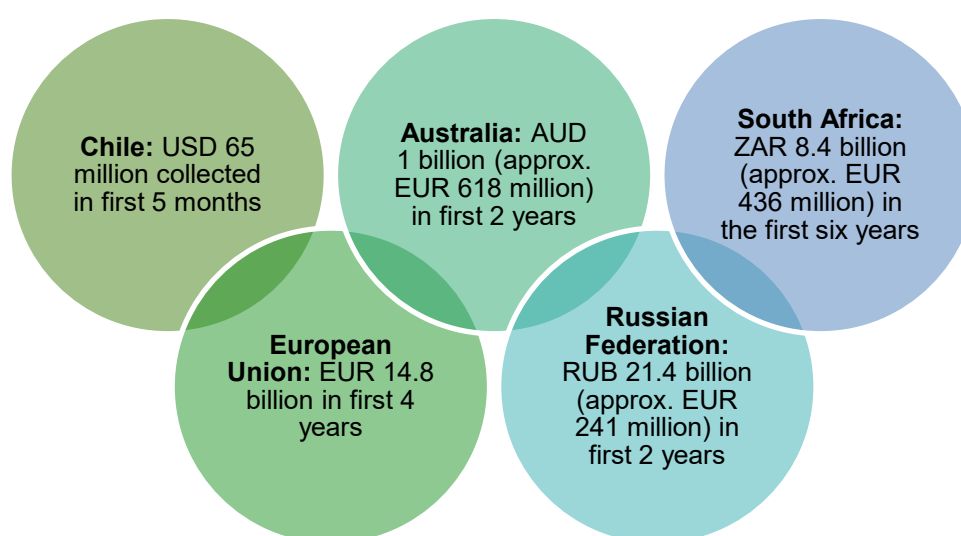 Chile: USD 65
million collected
in first 5 months
European
Union: EUR 14.8
billion in first 4
years
Australia: AUD
1 billion (approx.
EUR 618 million)
in first 2 years
Russian
Federation:
RUB 21.4 billion
(approx. EUR
241 million) in
first 2 years
South Africa:
ZAR 8.4 billion
(approx. EUR
436 million) in
the first six years